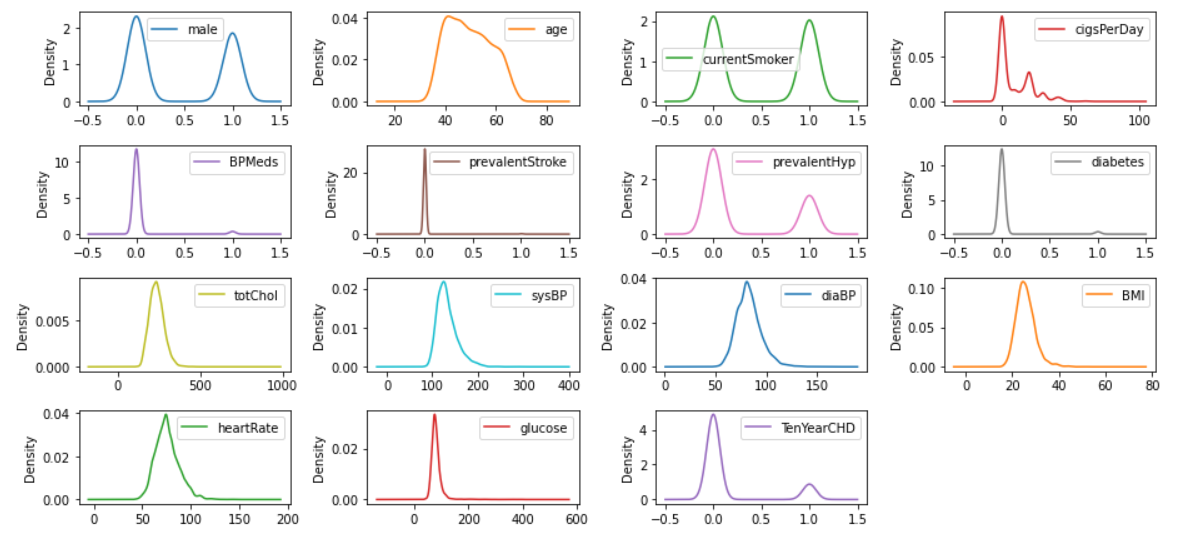 male
age
currentSmoker
cigsPerDay
Density
2
1
0
Density
0.04
0.02
0.00
Density
2
1
0
Density
0.05
0.00
−0.5 0.0 0.5 1.0 1.5
20 40 60 80
−0.5 0.0 0.5 1.0 1.5
0 50 100
BPMeds
prevalentStroke
prevalentHyp
diabetes
Density
10
5
0
Density
20
0
Density
2
0
Density
10
5
0
−0.5 0.0 0.5 1.0 1.5
−0.5 0.0 0.5 1.0 1.5
−0.5 0.0 0.5 1.0 1.5
−0.5 0.0 0.5 1.0 1.5
totChol
sysBP
diaBP
BMI
Density
0.005
0.000
Density
0.02
0.01
0.00
Density
0.04
0.02
0.00
Density
0.10
0.05
0.00
0 500 1000
0 100 200 300 400
0 50 100 150
0 20 40 60 80
heartRate
glucose
TenYearCHD
Density
0.04
0.02
0.00
Density
0.02
0.00
Density
4
2
0
0 50 100 150 200
0 200 400 600
−0.5 0.0 0.5 1.0 1.5